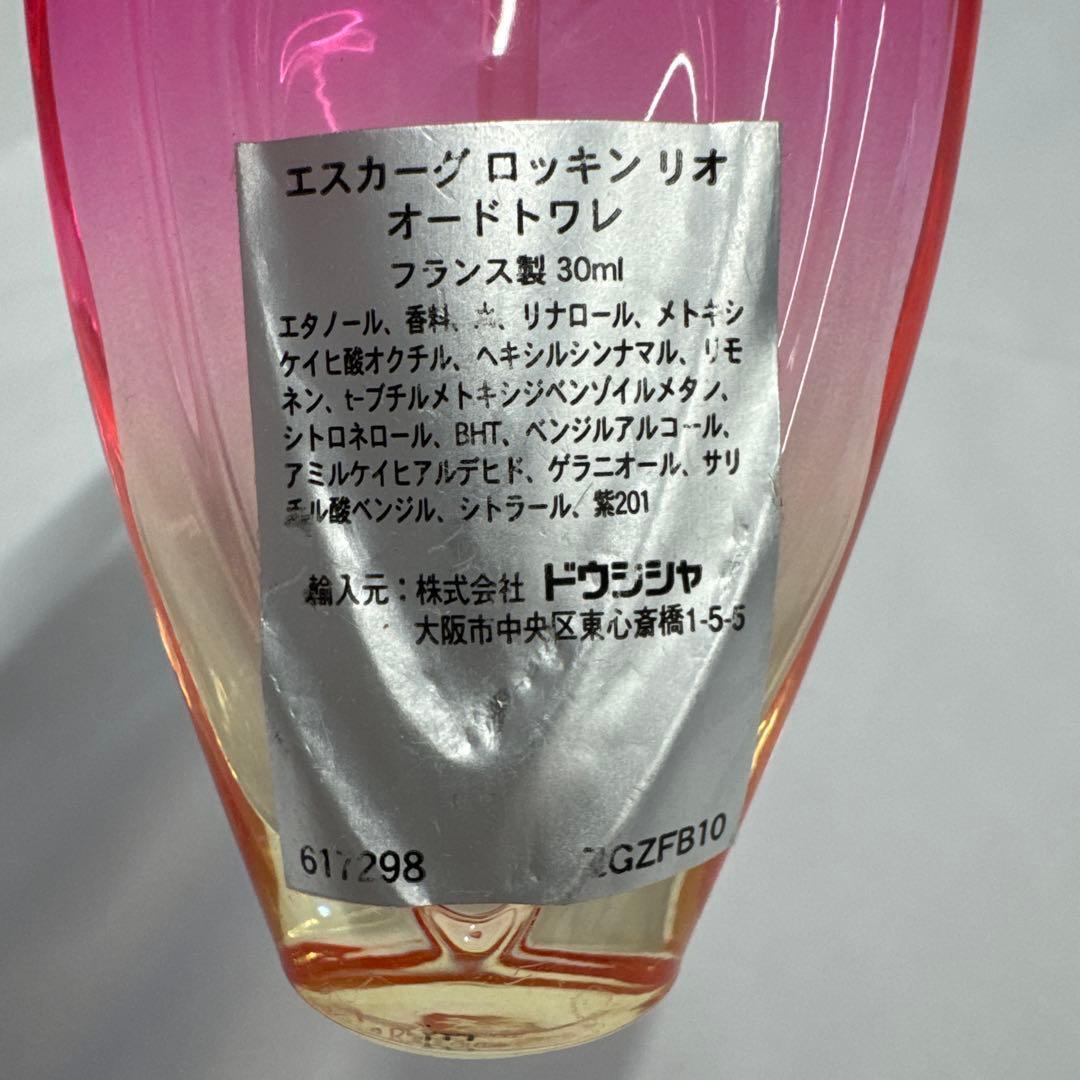 エスカーダ ロッキン リオ
オードトワレ
フランス製 30ml
エタノール、香料、水、リナロール、メトキシ
ケイヒ酸オクチル、ヘキシルシンナマル、リモ
ネン、t-ブチルメトキシジベンゾイルメタン、
シトロネロール、BHT、ベンジルアルコール、
アミルケイヒアルデヒド、ゲラニオール、サリ
チル酸ベンジル、シトラール、紫201
輸入元：株式会社 ドウシシャ
大阪市中央区東心斎橋1-5-5
617298